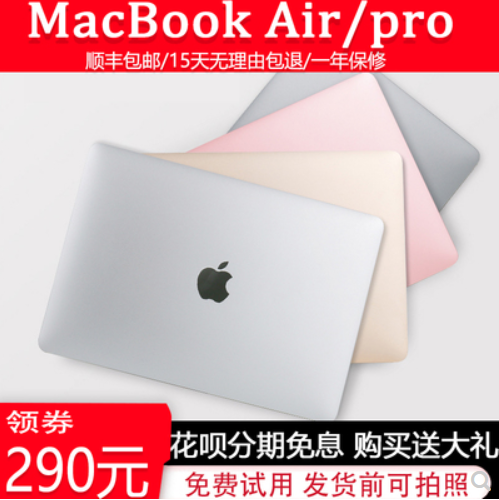 MacBook Air/pro
顺丰包邮/15天无理由包退/一年保修
领券
290元
花呗分期免息 购买送大礼
免费试用 发货前可拍照